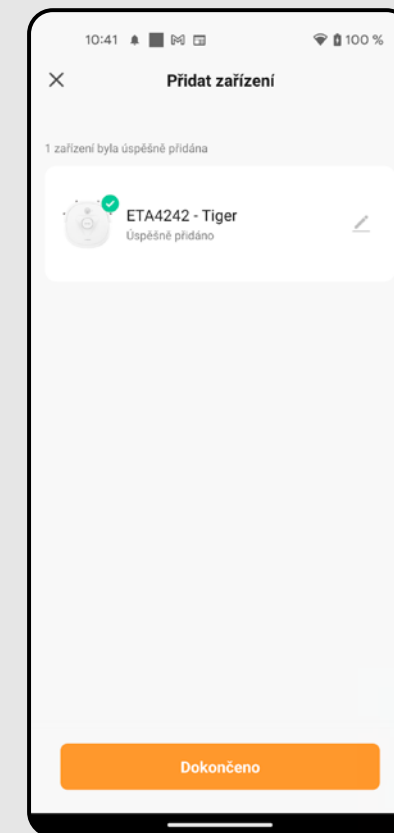 10:41 100 %
Přidat zařízení
1 zařízení byla úspěšně přidána
ETA4242 - Tiger
Úspěšně přidáno
Dokončeno